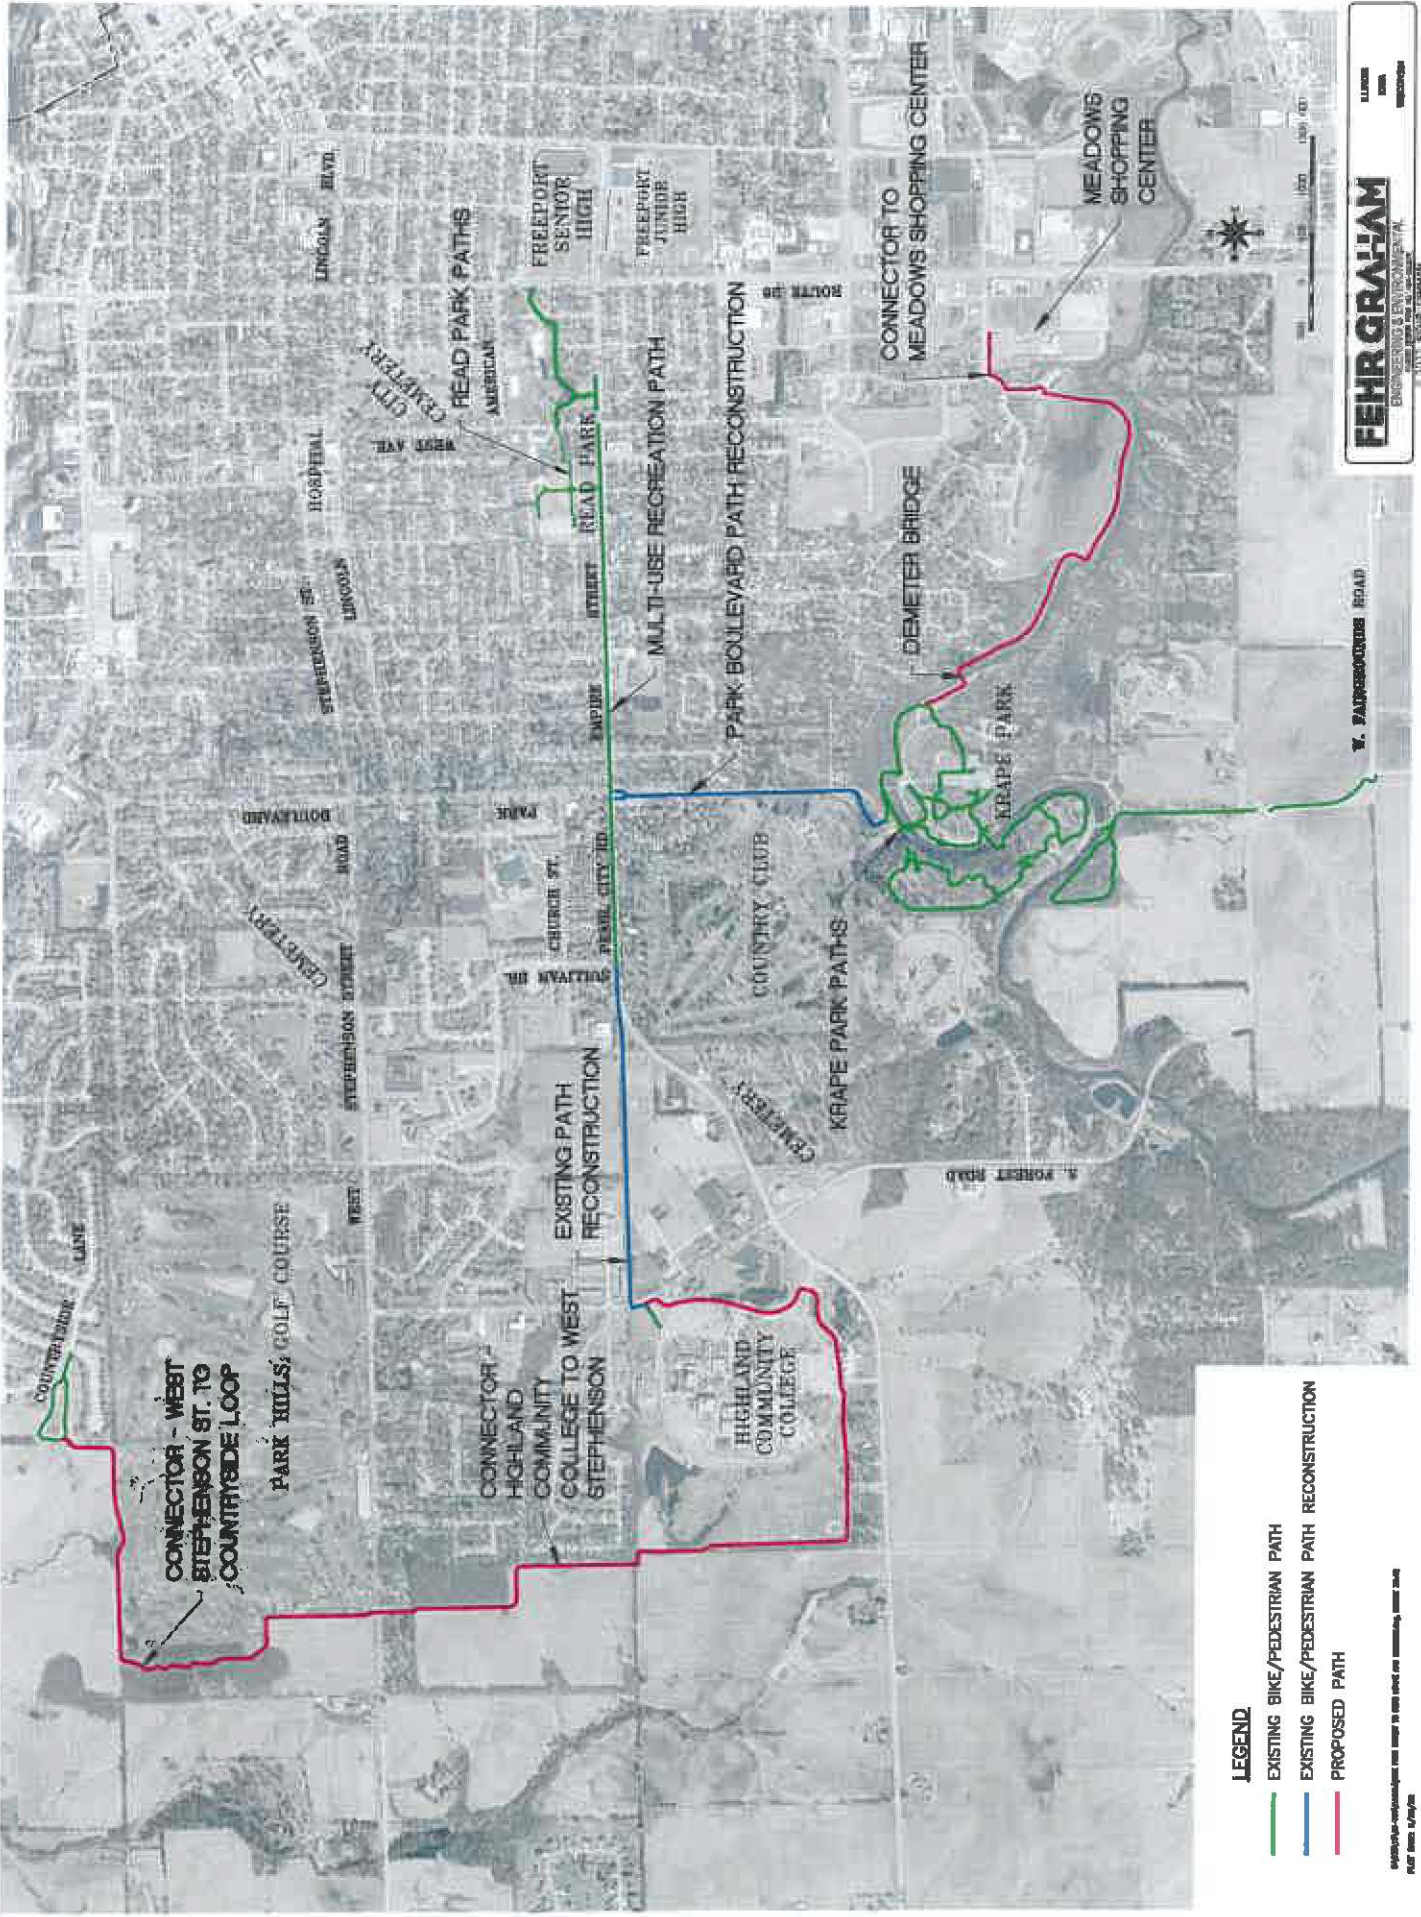 COUNTRYSIDE
LANE
CONNECTOR - WEST
STEPHENSON ST. TO
COUNTRYSIDE LOOP
PARK HILLS GOLF COURSE
WEST
STEPHENSON STREET
ROAD
CEMETERY
BOULEVARD
PARK
STEPHENSON ST.
LINCOLN
HOSPITAL
LINCOLN BLVD.
CITY
CEMETERY
WEST AVE.
READ PARK PATHS
AMERICAN
FREEPORT
SENIOR
HIGH
FREEPORT
JUNIOR
HIGH
CONNECTOR -
HIGHLAND
COMMUNITY
COLLEGE TO WEST
STEPHENSON
EXISTING PATH
RECONSTRUCTION
SULLIVAN DR.
CHURCH ST.
PEARL CITY RD
EMPIRE
STREET
READ PARK
MULTI-USE RECREATION PATH
PARK BOULEVARD PATH RECONSTRUCTION
HIGHLAND
COMMUNITY
COLLEGE
CEMETERY
COUNTRY CLUB
KRAPE PARK PATHS
KRAPE PARK
DEMETER BRIDGE
ROUTE 26
CONNECTOR TO
MEADOWS SHOPPING CENTER
MEADOWS
SHOPPING
CENTER
S. FOREST ROAD
W. FAIRGROUNDS ROAD
LEGEND
EXISTING BIKE/PEDESTRIAN PATH
EXISTING BIKE/PEDESTRIAN PATH RECONSTRUCTION
PROPOSED PATH
FEHR GRAHAM
ENGINEERING & ENVIRONMENTAL
ILLINOIS
IOWA
WISCONSIN